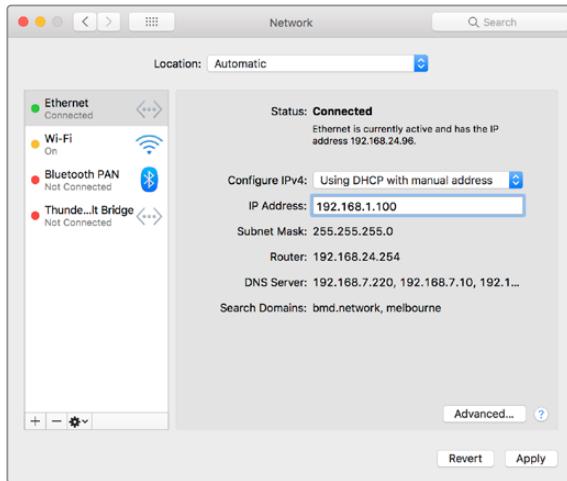 Network
Search
Location: Automatic
Ethernet
Connected
Wi-Fi
On
Bluetooth PAN
Not Connected
Thunde...lt Bridge
Not Connected
Status: Connected
Ethernet is currently active and has the IP
address 192.168.24.96.
Configure IPv4: Using DHCP with manual address
IP Address: 192.168.1.100
Subnet Mask: 255.255.255.0
Router: 192.168.24.254
DNS Server: 192.168.7.220, 192.168.7.10, 192.1...
Search Domains: bmd.network, melbourne
Advanced... ?
Revert Apply